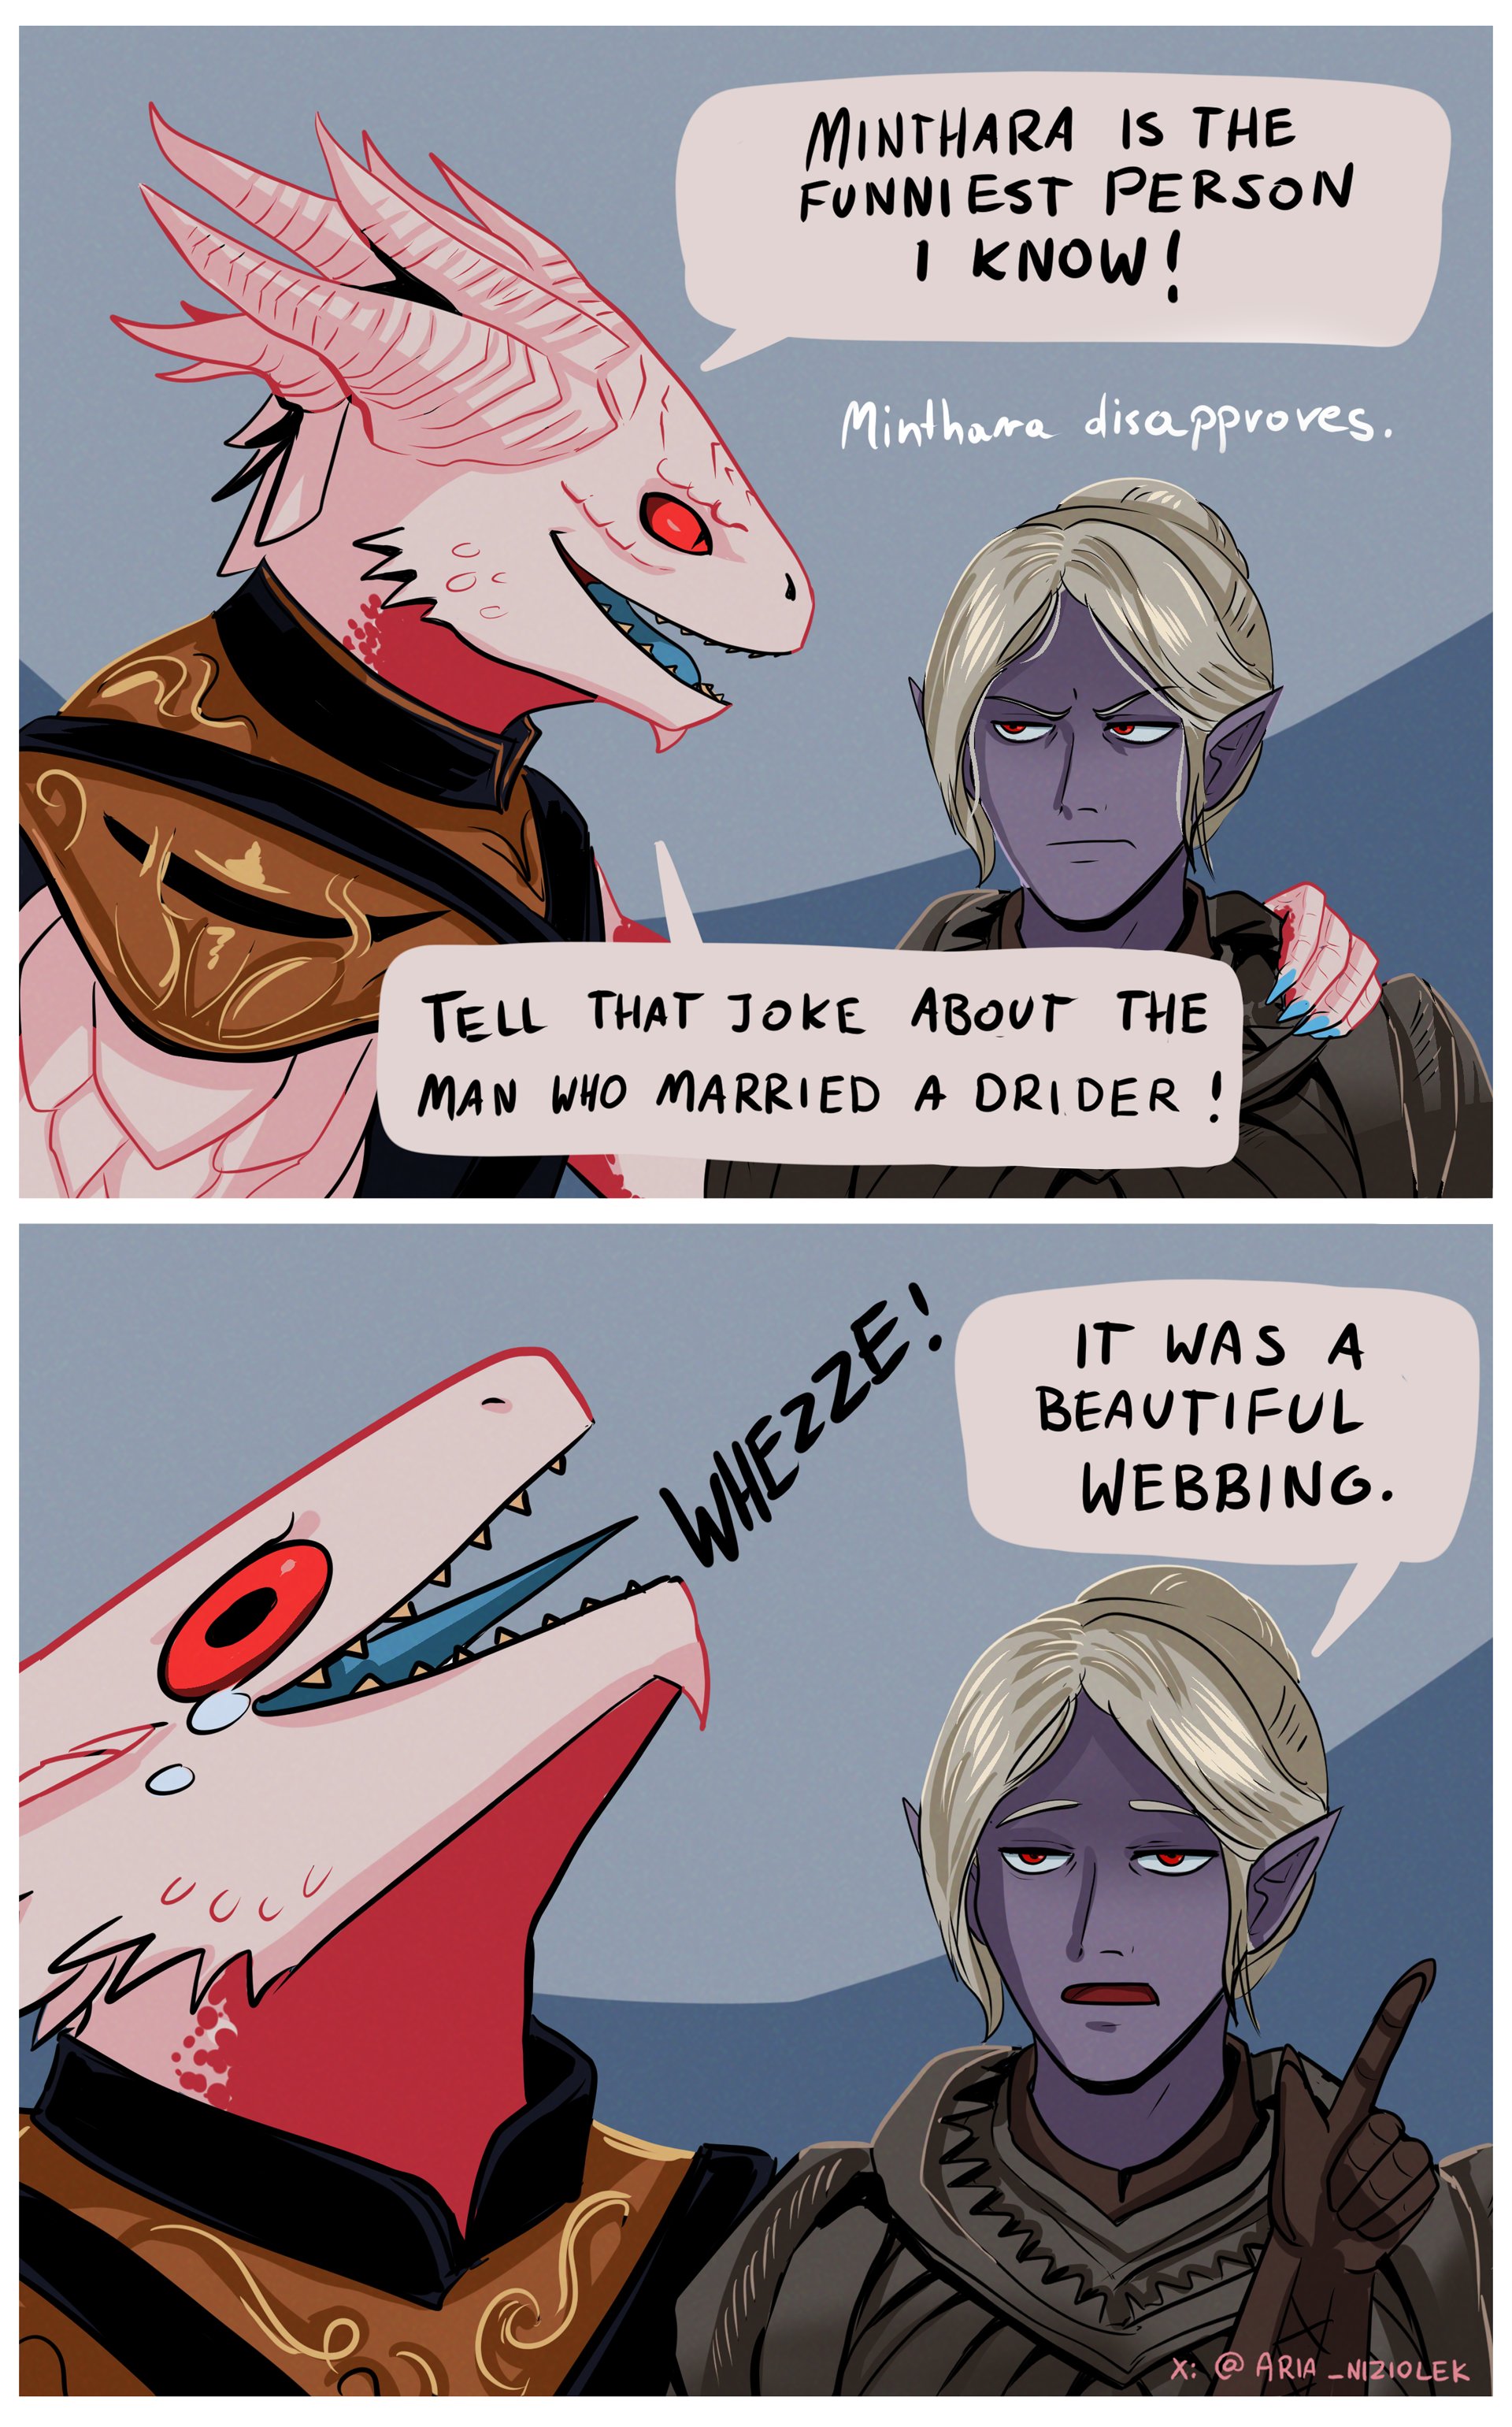 MINTHARA IS THE
FUNNIEST PERSON
I KNOW!
Minthara disapproves.
TELL THAT JOKE ABOUT THE
MAN WHO MARRIED A DRIDER!
WHEZZE!
IT WAS A
BEAUTIFUL
WEBBING.
X: @ARIA_NIZIOLEK